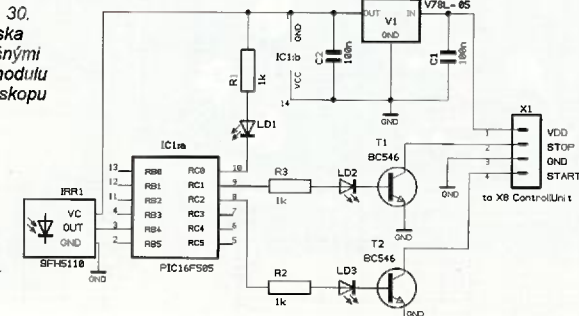 30.
ska
šnými
modulu
skopu
V78L-05
OUT
IN
V1
GND
GND
IC1:b
VCC
14
C2
100n
C1
100n
GND
R1
1k
LD1
X1
1
VDD
2
STOP
3
GND
4
START
to X8 ControllUnit
GND
T1
BC546
R3
1k
LD2
GND
IC1:a
13
RB0
RC0
10
12
RB1
RC1
9
11
RB2
RC2
8
4
RB3
RC3
7
3
RB4
RC4
6
2
RB5
RC5
5
PIC16F505
IRR1
VC
OUT
GND
SFH5110
GND
T2
BC546
R2
1k
LD3
GND